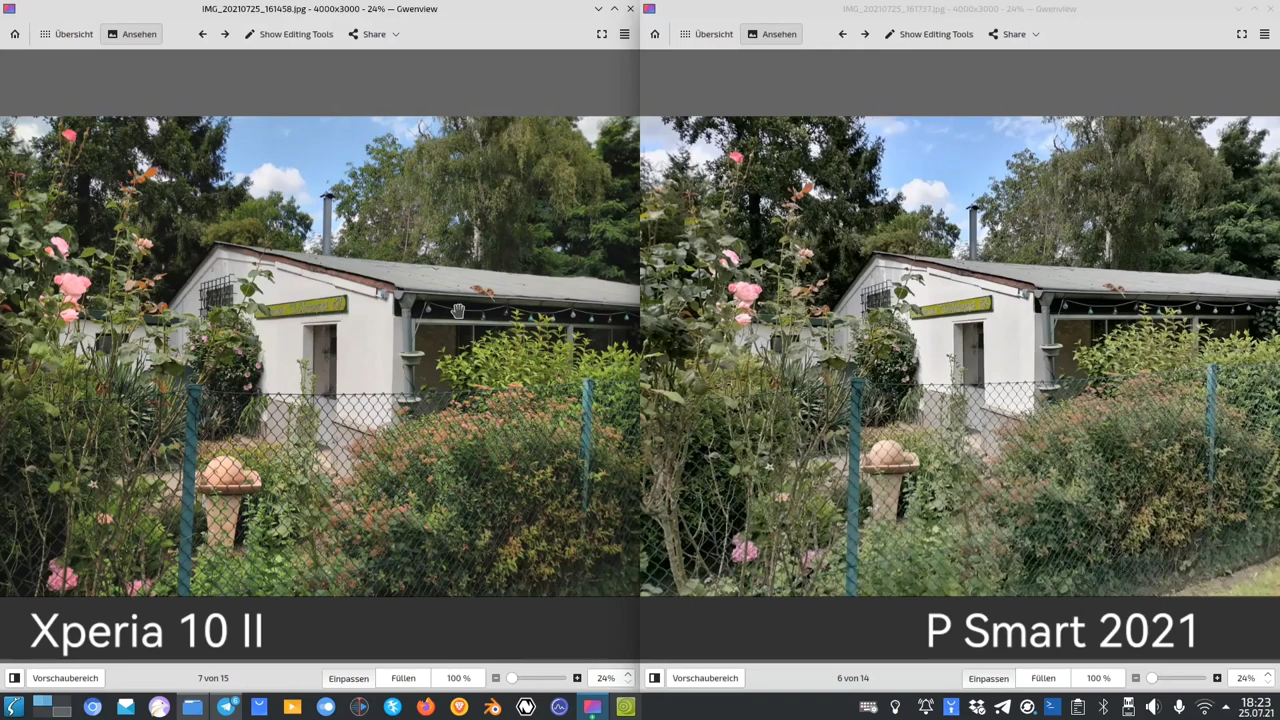 IMG_20210725_161458.jpg - 4000x3000 - 24% — Gwenview
Übersicht Ansehen Show Editing Tools Share
IMG_20210725_161737.jpg - 4000x3000 - 24% — Gwenview
Übersicht Ansehen Show Editing Tools Share
Xperia 10 II
P Smart 2021
Vorschaubereich 7 von 15 Einpassen Füllen 100 % 24%
Vorschaubereich 6 von 14 Einpassen Füllen 100 % 24%
18:23
25.07.21